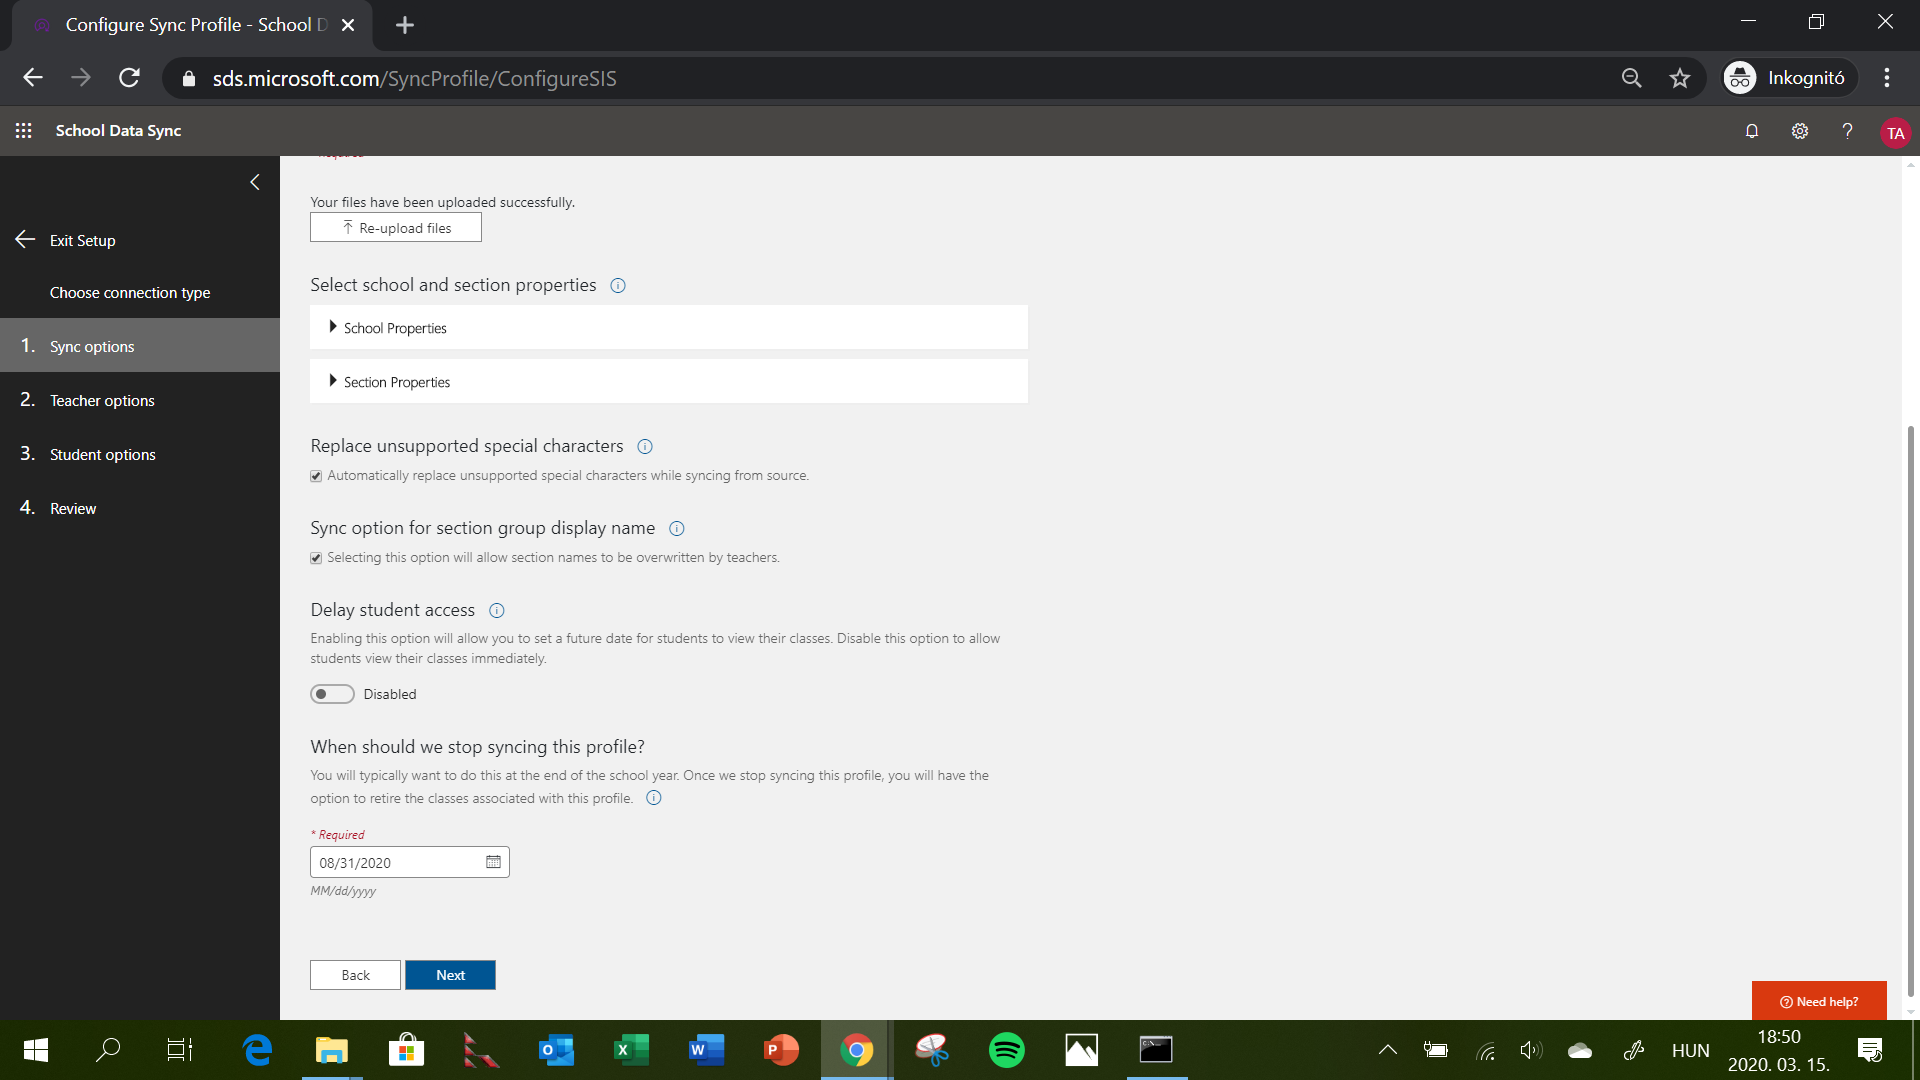 Configure Sync Profile - School D
sds.microsoft.com/SyncProfile/ConfigureSIS
Inkognitó
School Data Sync
?
TA
Exit Setup
Choose connection type
1. Sync options
2. Teacher options
3. Student options
4. Review
Your files have been uploaded successfully.
Re-upload files
Select school and section properties
School Properties
Section Properties
Replace unsupported special characters
Automatically replace unsupported special characters while syncing from source.
Sync option for section group display name
Selecting this option will allow section names to be overwritten by teachers.
Delay student access
Enabling this option will allow you to set a future date for students to view their classes. Disable this option to allow
students view their classes immediately.
Disabled
When should we stop syncing this profile?
You will typically want to do this at the end of the school year. Once we stop syncing this profile, you will have the
option to retire the classes associated with this profile.
* Required
08/31/2020
MM/dd/yyyy
Back
Next
Need help?
HUN
18:50
2020. 03. 15.